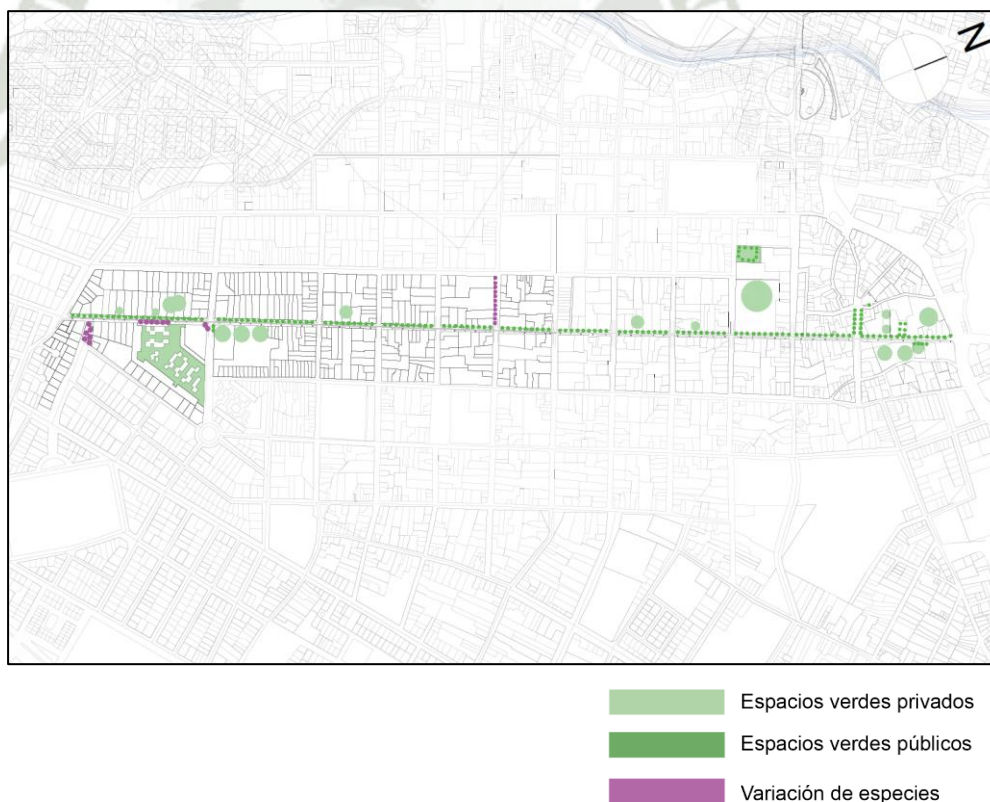 N
Espacios verdes privados
Espacios verdes públicos
Variación de especies